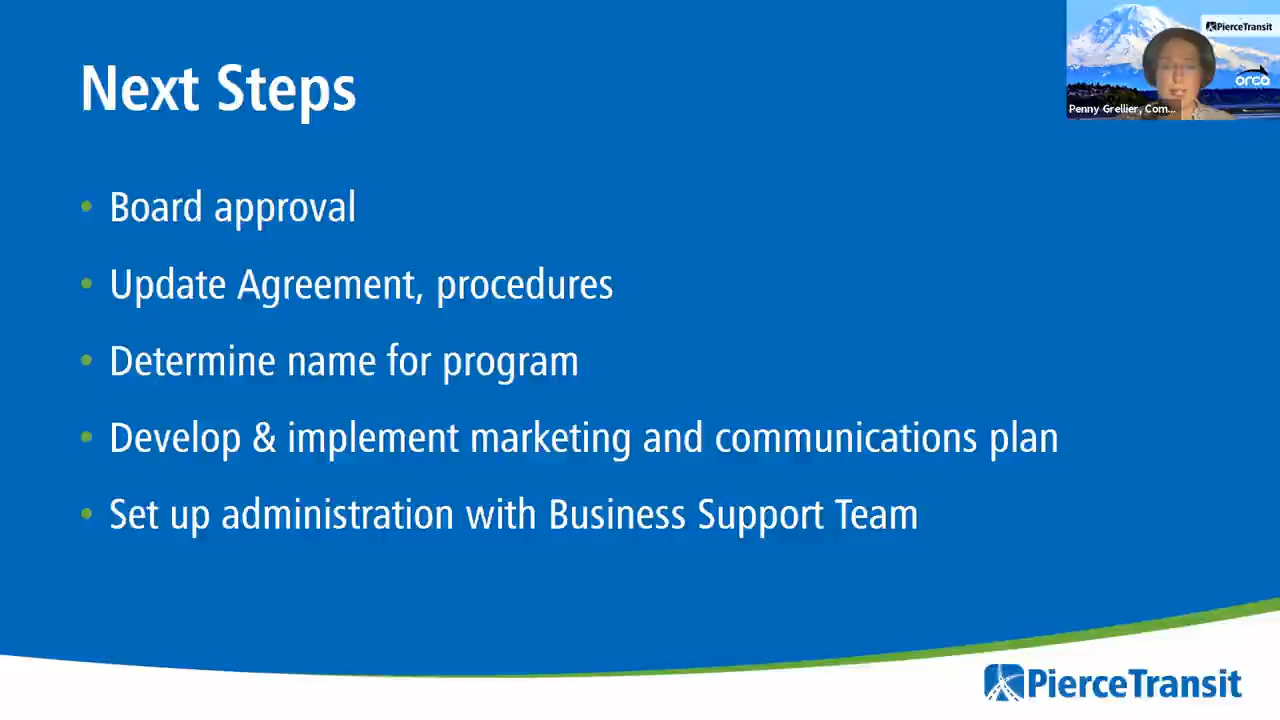 Next Steps
PierceTransit
orca
Penny Grellier, Com...
• Board approval
• Update Agreement, procedures
• Determine name for program
• Develop & implement marketing and communications plan
• Set up administration with Business Support Team
PierceTransit